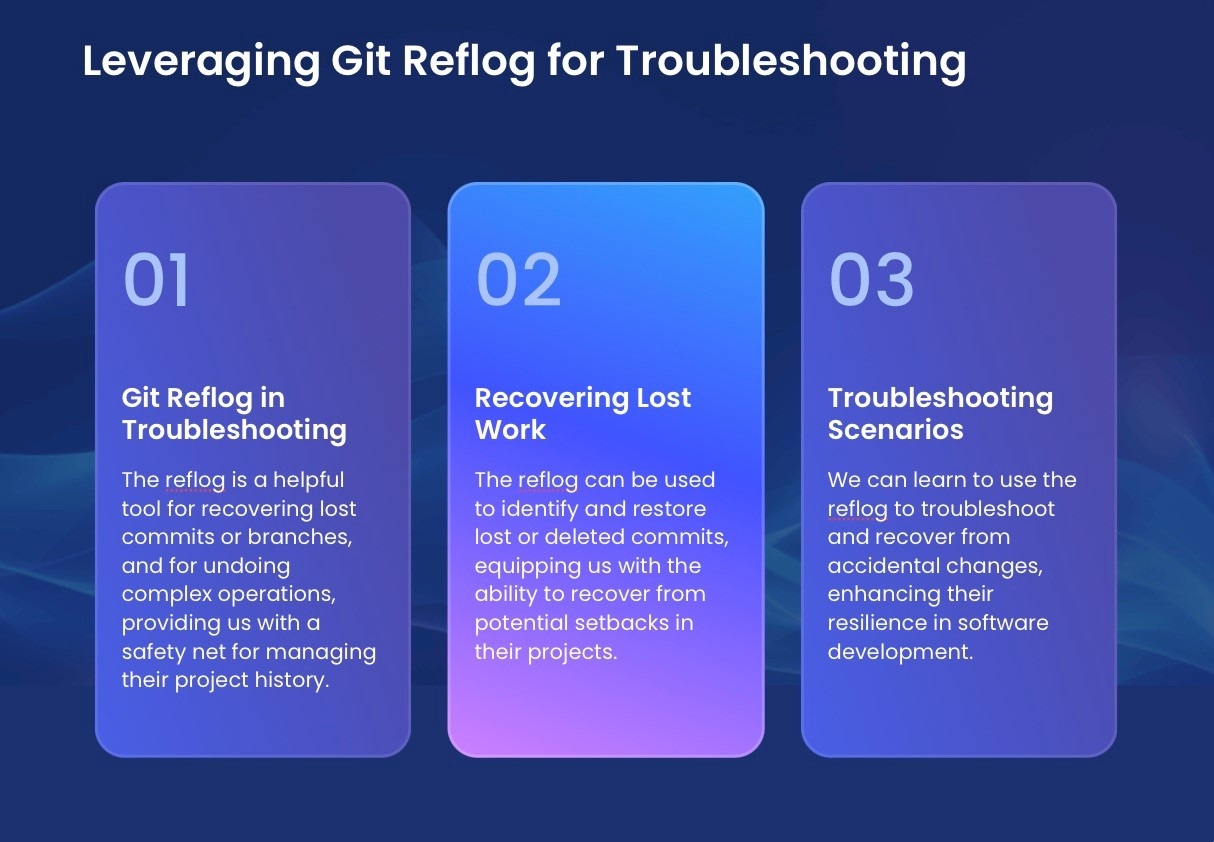 Leveraging Git Reflog for Troubleshooting
01
Git Reflog in
Troubleshooting
The reflog is a helpful
tool for recovering lost
commits or branches,
and for undoing
complex operations,
providing us with a
safety net for managing
their project history.
02
Recovering Lost
Work
The reflog can be used
to identify and restore
lost or deleted commits,
equipping us with the
ability to recover from
potential setbacks in
their projects.
03
Troubleshooting
Scenarios
We can learn to use the
reflog to troubleshoot
and recover from
accidental changes,
enhancing their
resilience in software
development.